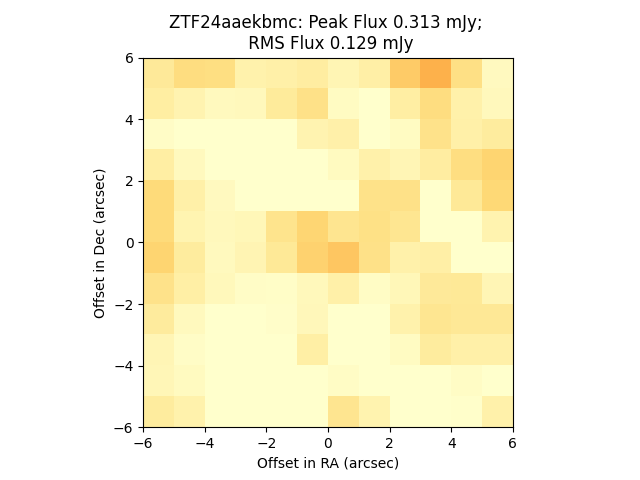 ZTF24aaekbmc: Peak Flux 0.313 mJy;
RMS Flux 0.129 mJy
6
4
2
0
−2
−4
−6
Offset in Dec (arcsec)
−6 −4 −2 0 2 4 6
Offset in RA (arcsec)